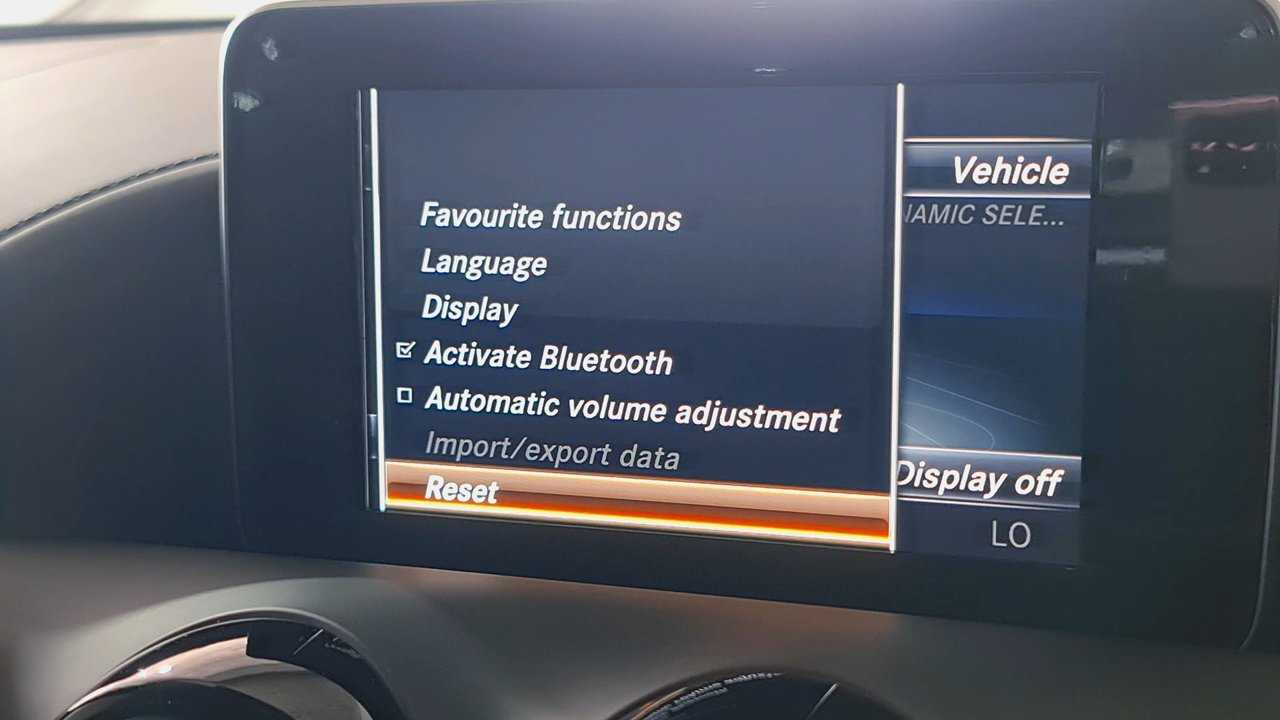 Favourite functions
Language
Display
Activate Bluetooth
Automatic volume adjustment
Import/export data
Reset
Vehicle
NAMIC SELE...
Display off
LO